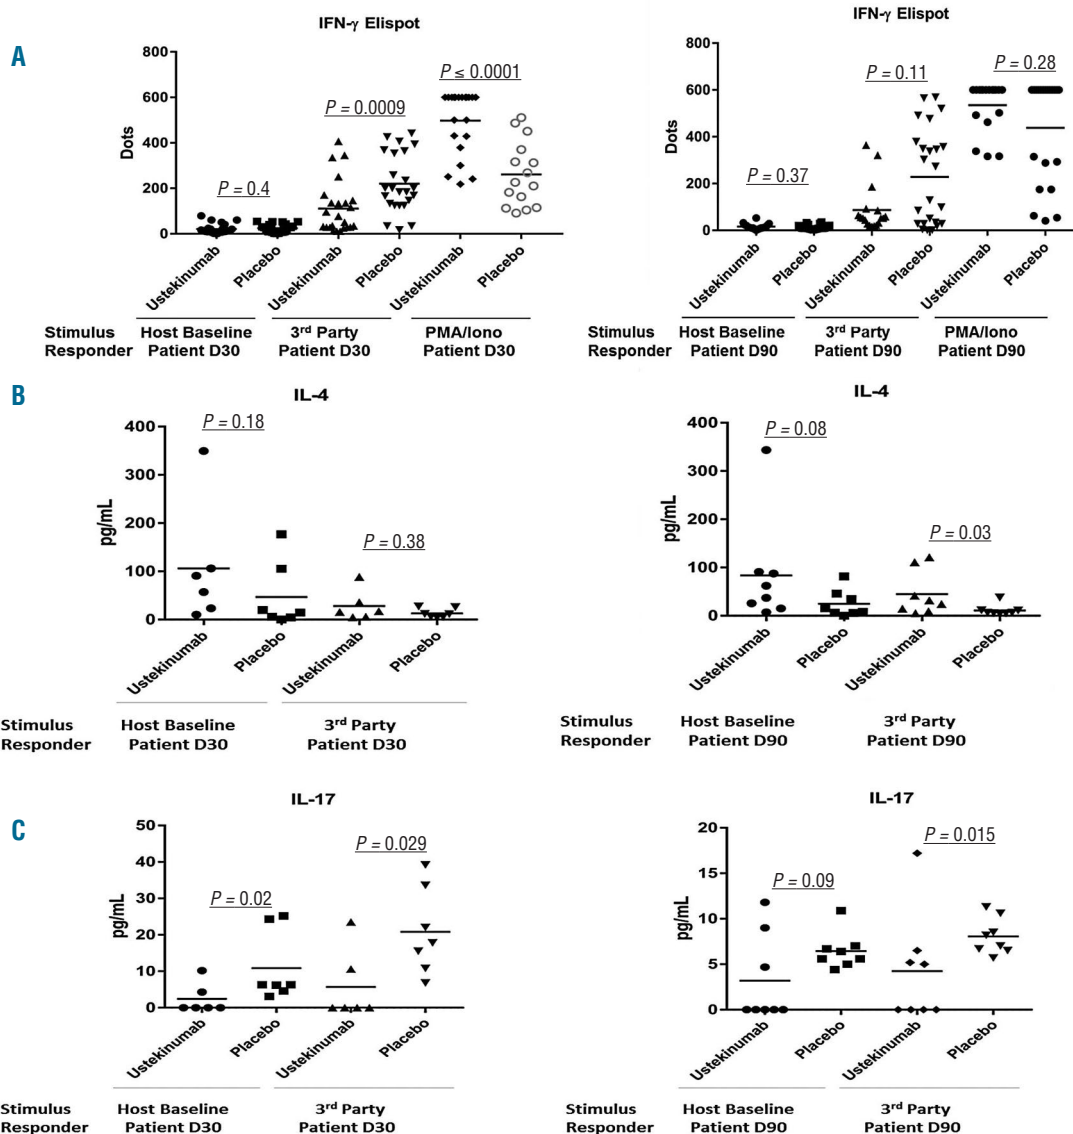 A
IFN-γ Elispot
Dots
800
600
400
200
0
P = 0.4
P = 0.0009
P ≤ 0.0001
Ustekinumab
Placebo
Ustekinumab
Placebo
Ustekinumab
Placebo
Stimulus Host Baseline 3rd Party PMA/Iono
Responder Patient D30 Patient D30 Patient D30
IFN-γ Elispot
Dots
800
600
400
200
0
P = 0.37
P = 0.11
P = 0.28
Ustekinumab
Placebo
Ustekinumab
Placebo
Ustekinumab
Placebo
Stimulus Host Baseline 3rd Party PMA/Iono
Responder Patient D90 Patient D90 Patient D90
B
IL-4
pg/mL
400
300
200
100
0
P = 0.18
P = 0.38
Ustekinumab
Placebo
Ustekinumab
Placebo
Stimulus Host Baseline 3rd Party
Responder Patient D30 Patient D30
IL-4
pg/mL
400
300
200
100
0
P = 0.08
P = 0.03
Ustekinumab
Placebo
Ustekinumab
Placebo
Stimulus Host Baseline 3rd Party
Responder Patient D90 Patient D90
C
IL-17
pg/mL
50
40
30
20
10
0
P = 0.02
P = 0.029
Ustekinumab
Placebo
Ustekinumab
Placebo
Stimulus Host Baseline 3rd Party
Responder Patient D30 Patient D30
IL-17
pg/mL
20
15
10
5
0
P = 0.09
P = 0.015
Ustekinumab
Placebo
Ustekinumab
Placebo
Stimulus Host Baseline 3rd Party
Responder Patient D90 Patient D90